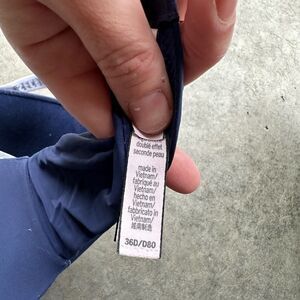 double effet
seconde peau
made in
Vietnam/
fabriqué au
Vietnam/
hecho en
Vietnam/
fabbricato in
Vietnam/
越南制造
36D/D80